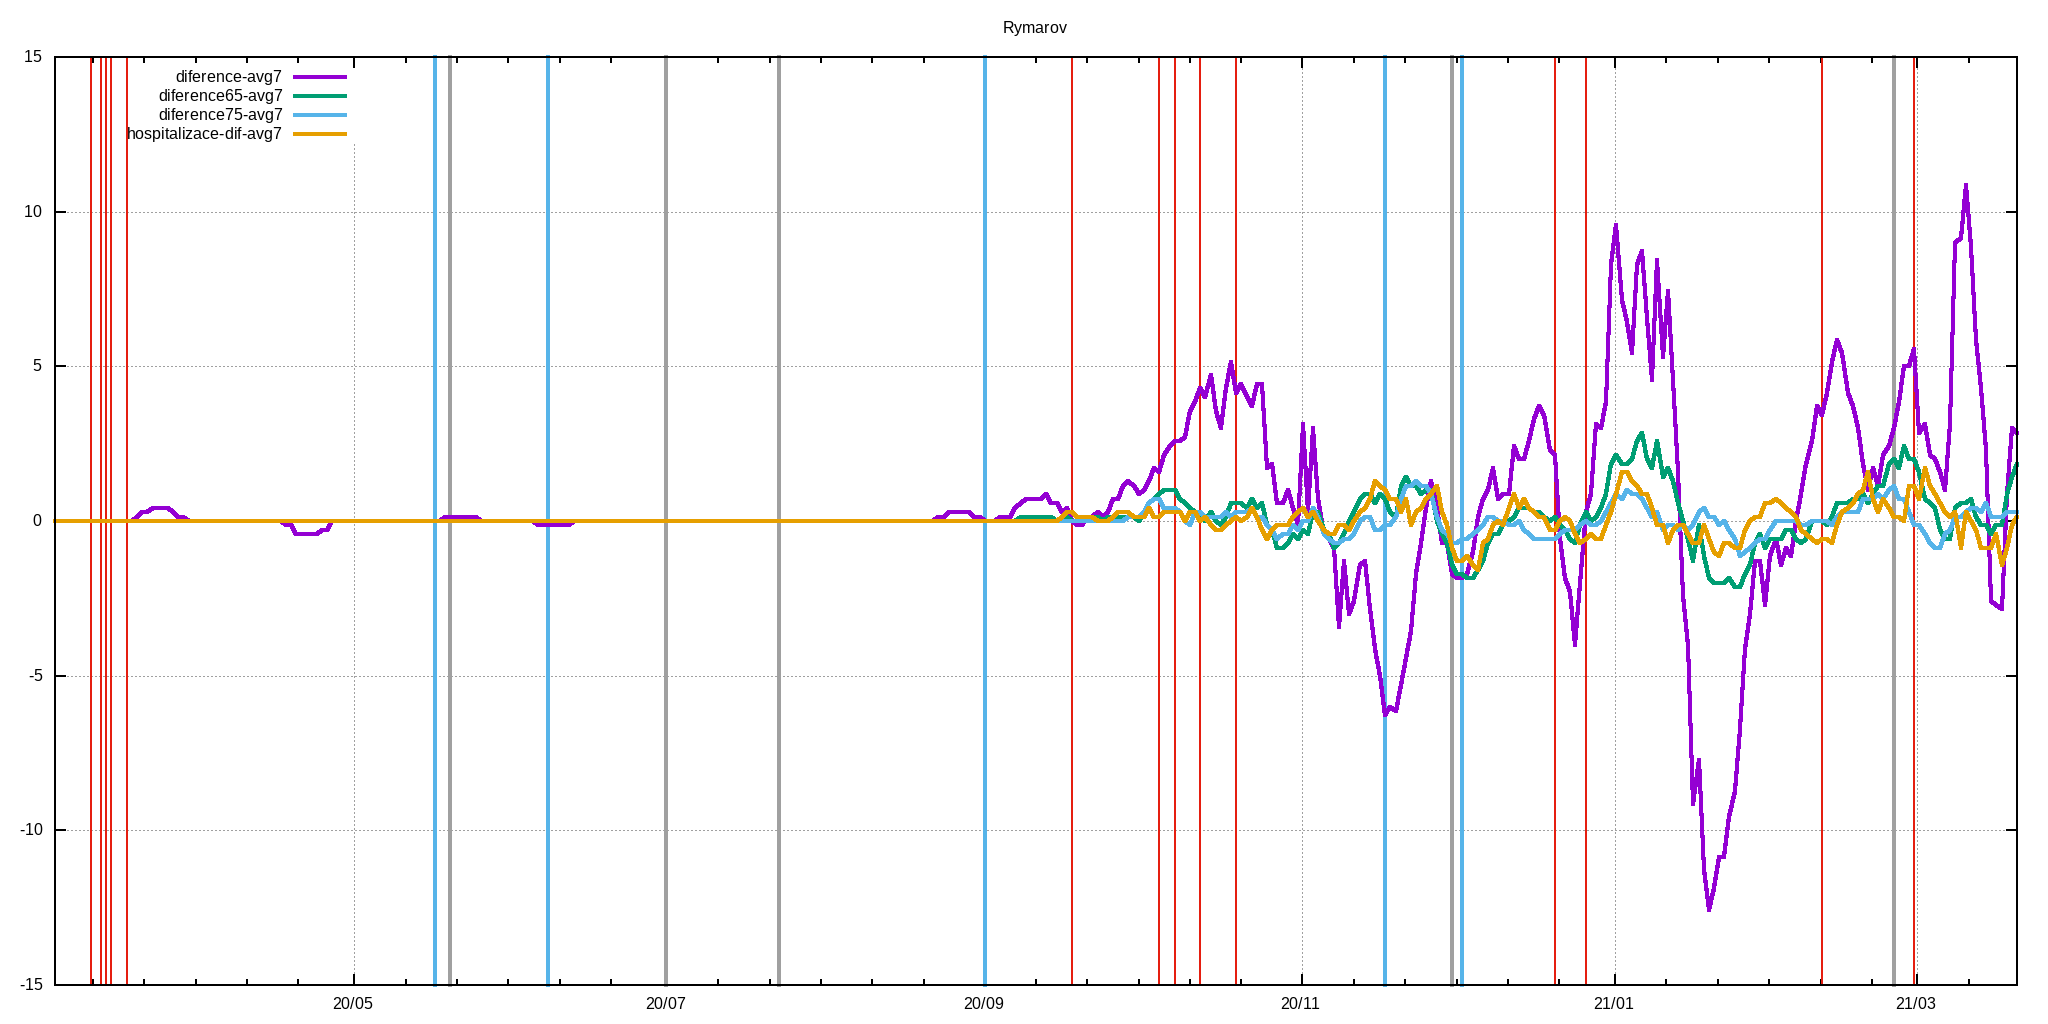 Rymarov
15
diference-avg7
diference65-avg7
diference75-avg7
hospitalizace-dif-avg7
10
5
0
-5
-10
-15
20/05 20/07 20/09 20/11 21/01 21/03